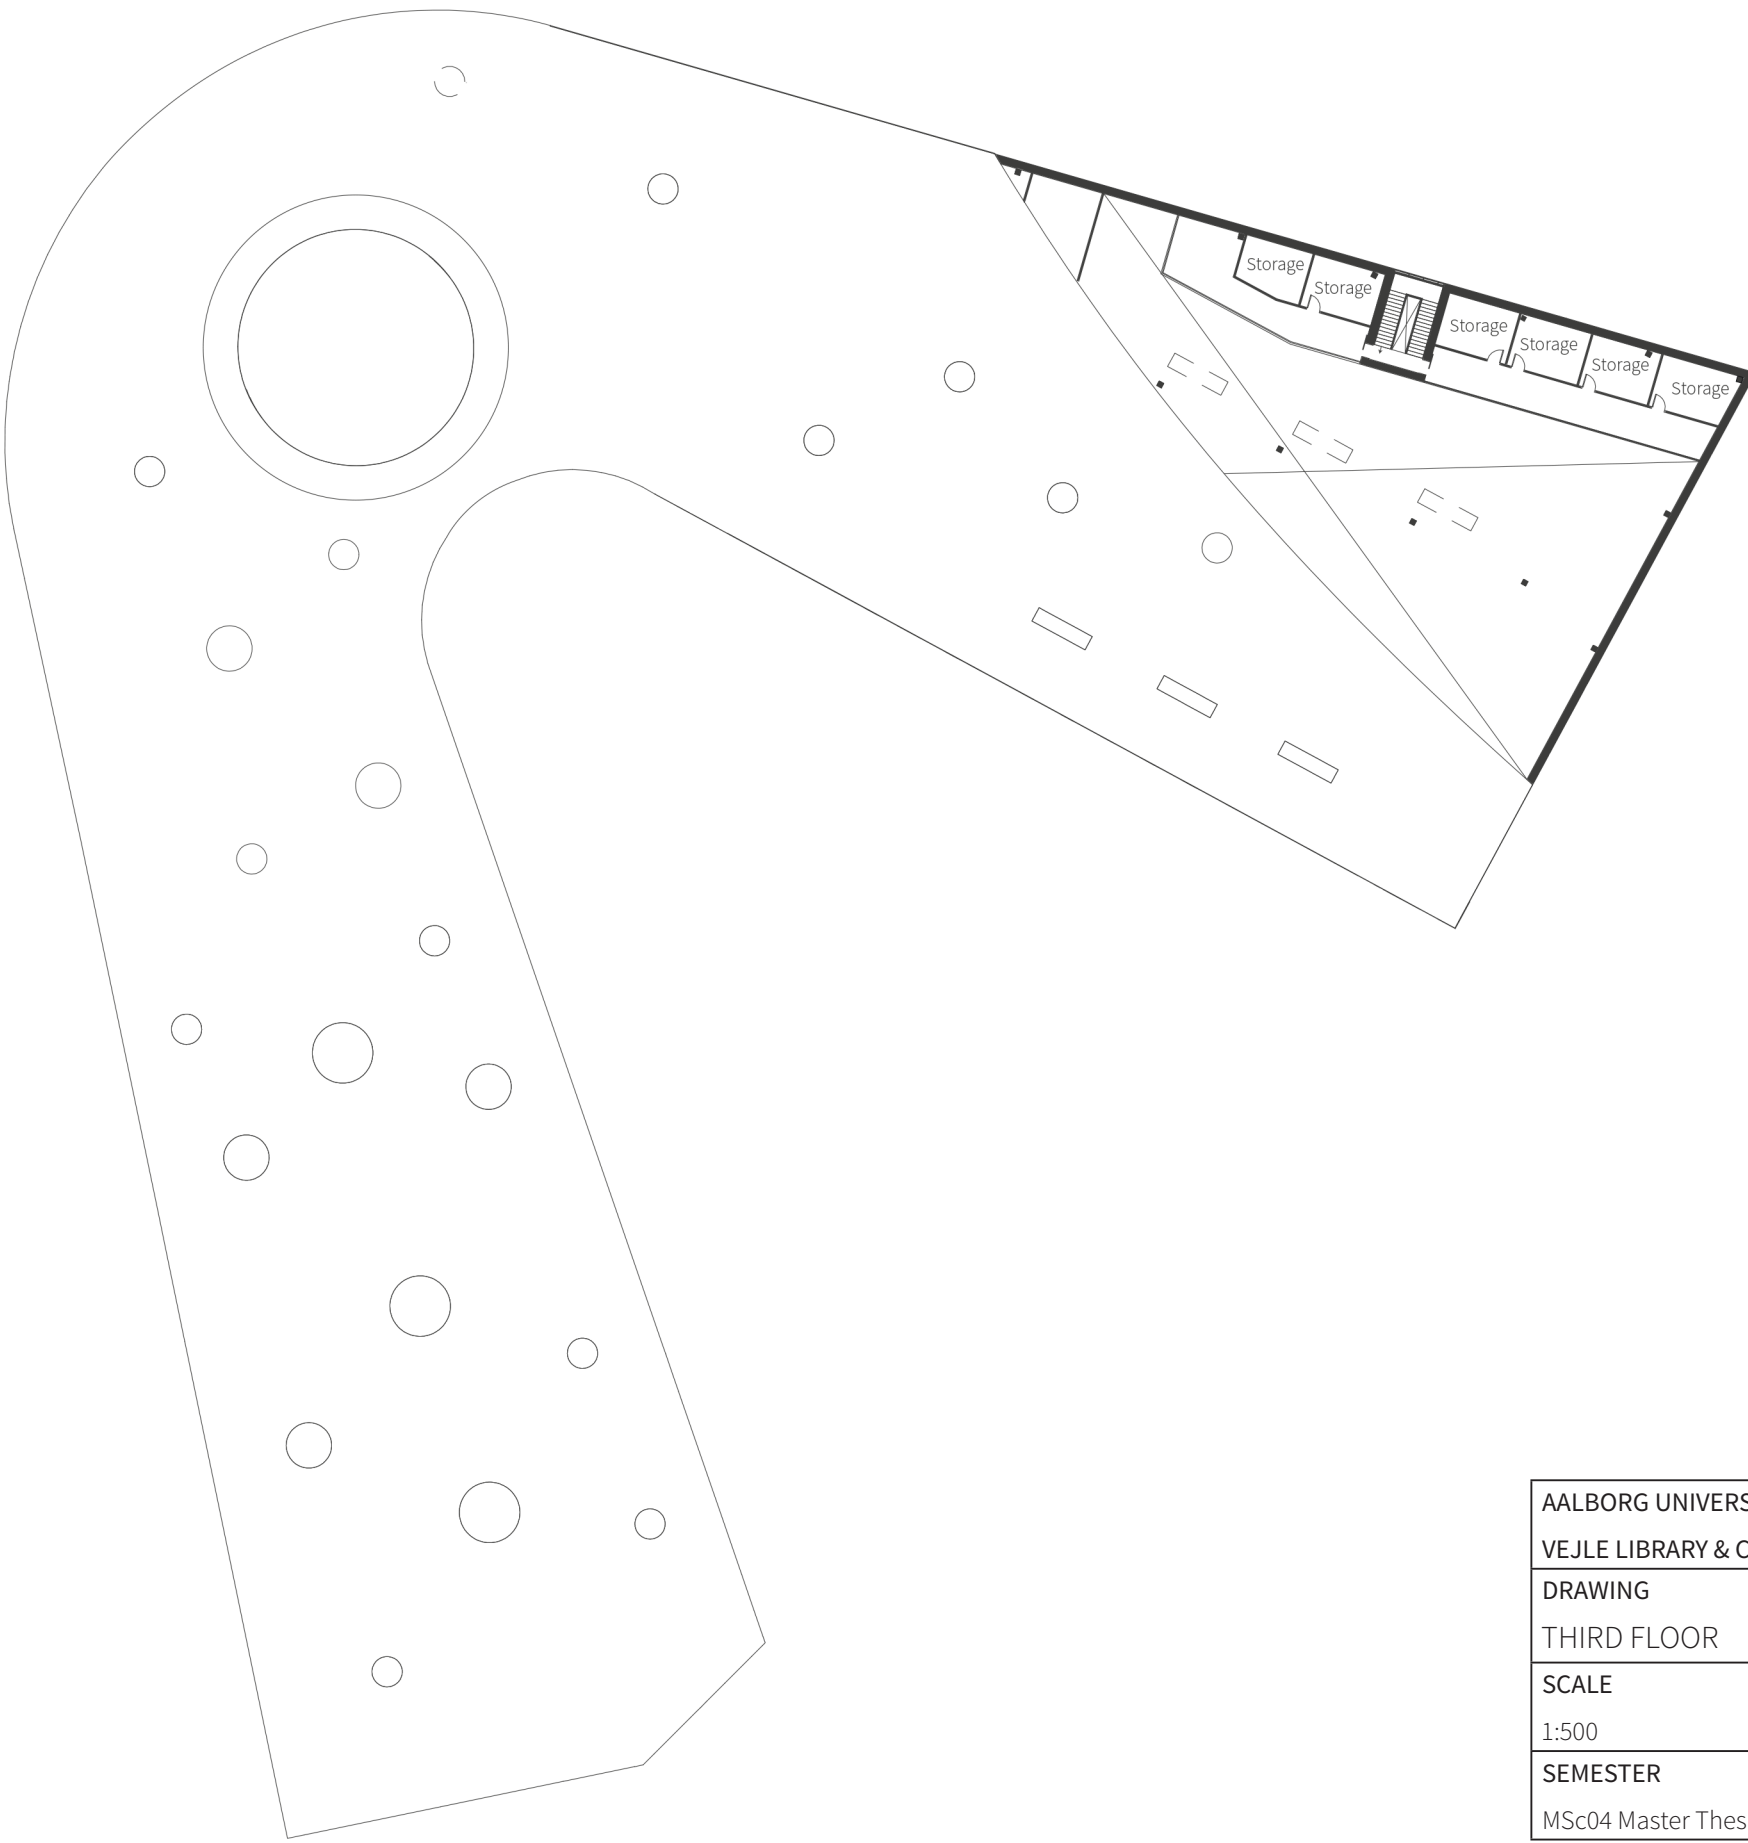 Storage
Storage
Storage
Storage
Storage
Storage
AALBORG UNIVERS
VEJLE LIBRARY & C
DRAWING
THIRD FLOOR
SCALE
1:500
SEMESTER
MSc04 Master Thes